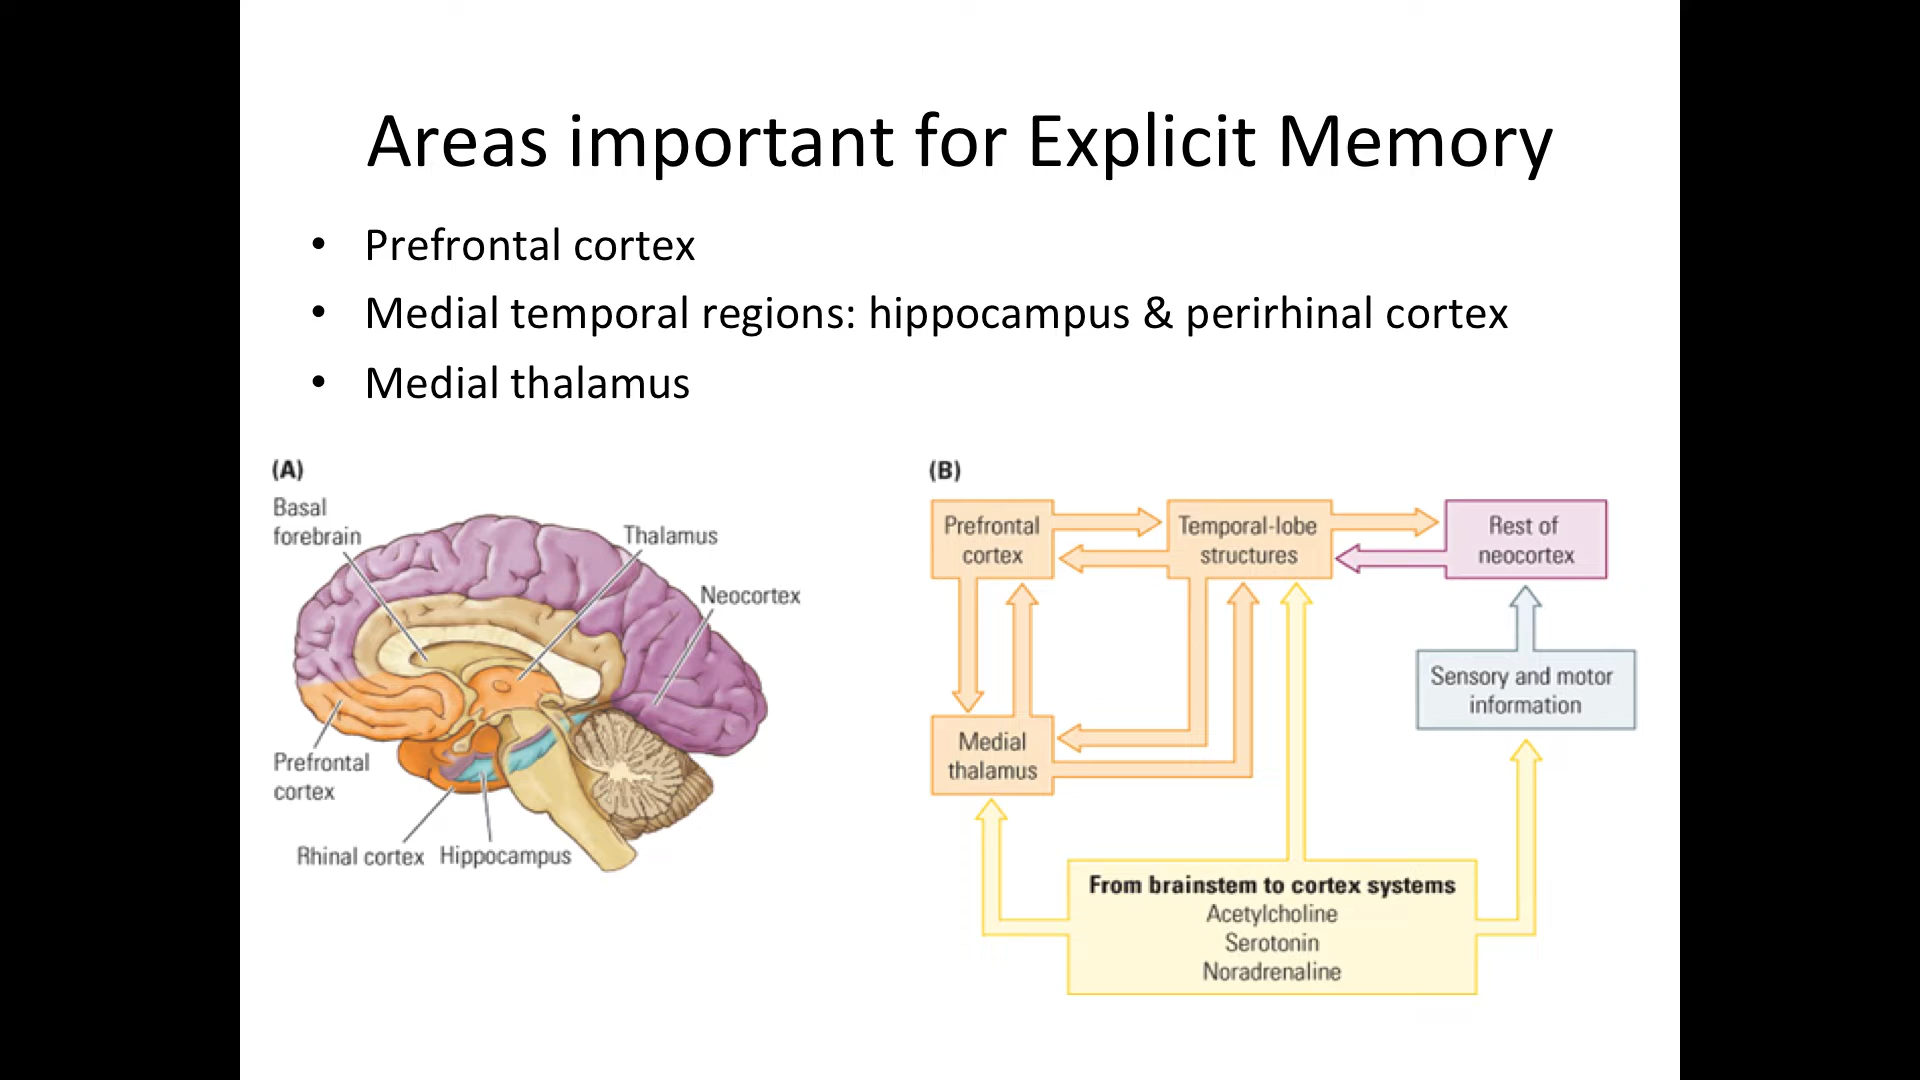 Areas important for Explicit Memory
• Prefrontal cortex
• Medial temporal regions: hippocampus & perirhinal cortex
• Medial thalamus
(A)
Basal
forebrain
Thalamus
Neocortex
Prefrontal
cortex
Rhinal cortex
Hippocampus
(B)
Prefrontal
cortex
Temporal-lobe
structures
Rest of
neocortex
Sensory and motor
information
Medial
thalamus
From brainstem to cortex systems
Acetylcholine
Serotonin
Noradrenaline